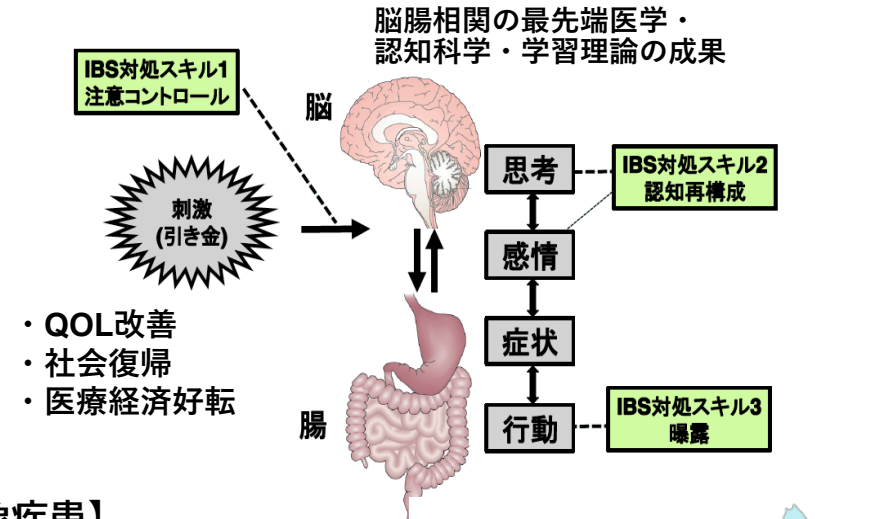 脳腸相関の最先端医学・
認知科学・学習理論の成果
IBS対処スキル1
注意コントロール
脳
思考
IBS対処スキル2
認知再構成
刺激
(引き金)
感情
・QOL改善
・社会復帰
・医療経済好転
症状
腸
行動
IBS対処スキル3
曝露
疾患】